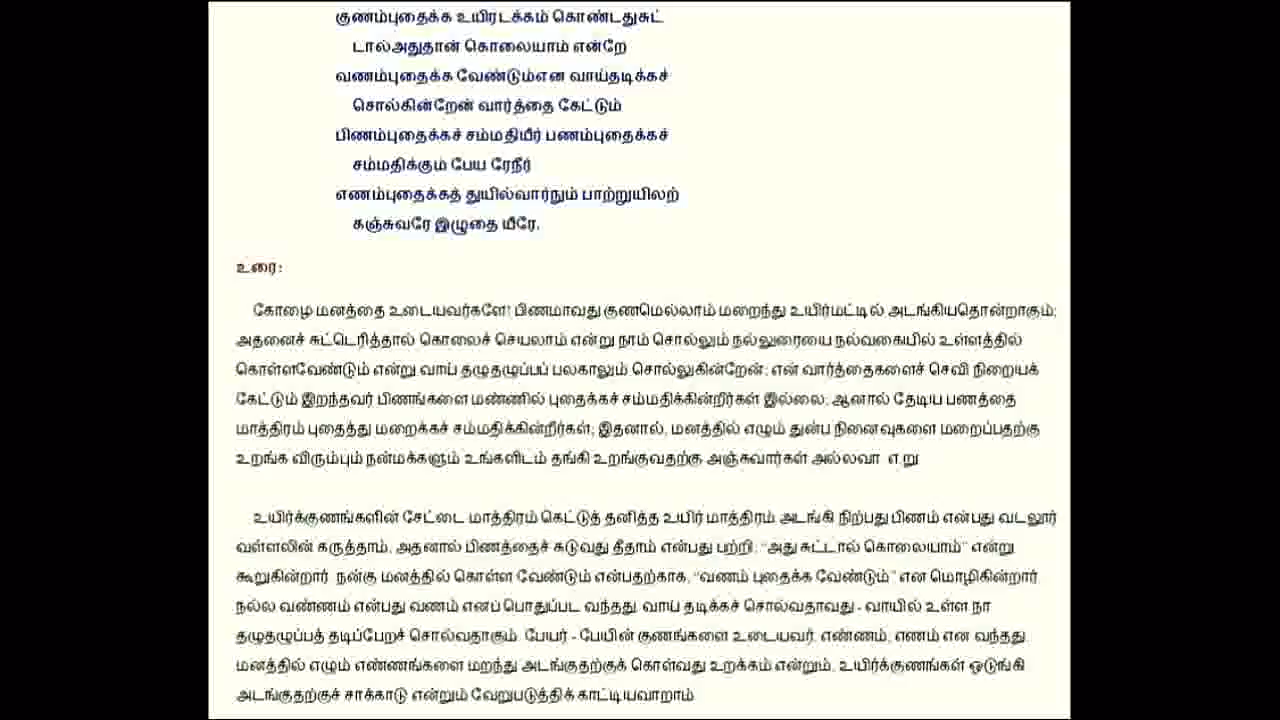 குணம்புதைக்க உயிரடக்கம் கொண்டதுசுட்
டால்அதுதான் கொலையாம் என்றே
வணம்புதைக்க வேண்டும்என வாய்தடிக்கச்
சொல்கின்றேன் வார்த்தை கேட்டும்
பிணம்புதைக்கச் சம்மதியீர் பணம்புதைக்கச்
சம்மதிக்கும் பேய ரேநீர்
எணம்புதைக்கத் துயில்வார்நும் பாற்றுயிலற்
கஞ்சுவரே இழுதை யீரே.
உரை:
கோழை மனத்தை உடையவர்களே! பிணமாவது குணமெல்லாம் மறைந்து உயிர்மட்டில் அடங்கியதொன்றாகும்;
அதனைச் சுட்டெரித்தால் கொலைச் செயலாம் என்று நாம் சொல்லும் நல்லுரையை நல்வகையில் உள்ளத்தில்
கொள்ளவேண்டும் என்று வாய் தழுதழுப்பப் பலகாலும் சொல்லுகின்றேன்; என் வார்த்தைகளைச் செவி நிறையக்
கேட்டும் இறந்தவர் பிணங்களை மண்ணில் புதைக்கச் சம்மதிக்கின்றீர்கள் இல்லை; ஆனால் தேடிய பணத்தை
மாத்திரம் புதைத்து மறைக்கச் சம்மதிக்கின்றீர்கள்; இதனால், மனத்தில் எழும் துன்ப நினைவுகளை மறைப்பதற்கு
உறங்க விரும்பும் நன்மக்களும் உங்களிடம் தங்கி உறங்குவதற்கு அஞ்சுவார்கள் அல்லவா. எ.று.
உயிர்க்குணங்களின் சேட்டை மாத்திரம் கெட்டுத் தனித்த உயிர் மாத்திரம் அடங்கி நிற்பது பிணம் என்பது வடலூர்
வள்ளலின் கருத்தாம். அதனால் பிணத்தைச் சுடுவது தீதாம் என்பது பற்றி, “அது சுட்டால் கொலையாம்” என்று
கூறுகின்றார். நன்கு மனத்தில் கொள்ள வேண்டும் என்பதற்காக, “வணம் புதைக்க வேண்டும்” என மொழிகின்றார்.
நல்ல வண்ணம் என்பது வணம் எனப் பொதுப்பட வந்தது. வாய் தடிக்கச் சொல்வதாவது - வாயில் உள்ள நா
தழுதழுப்பத் தடிப்பேறச் சொல்வதாகும். பேயர் - பேயின் குணங்களை உடையவர். எண்ணம், எணம் என வந்தது.
மனத்தில் எழும் எண்ணங்களை மறந்து அடங்குதற்குக் கொள்வது உறக்கம் என்றும், உயிர்க்குணங்கள் ஒடுங்கி
அடங்குதற்குச் சாக்காடு என்றும் வேறுபடுத்திக் காட்டியவாறாம்.